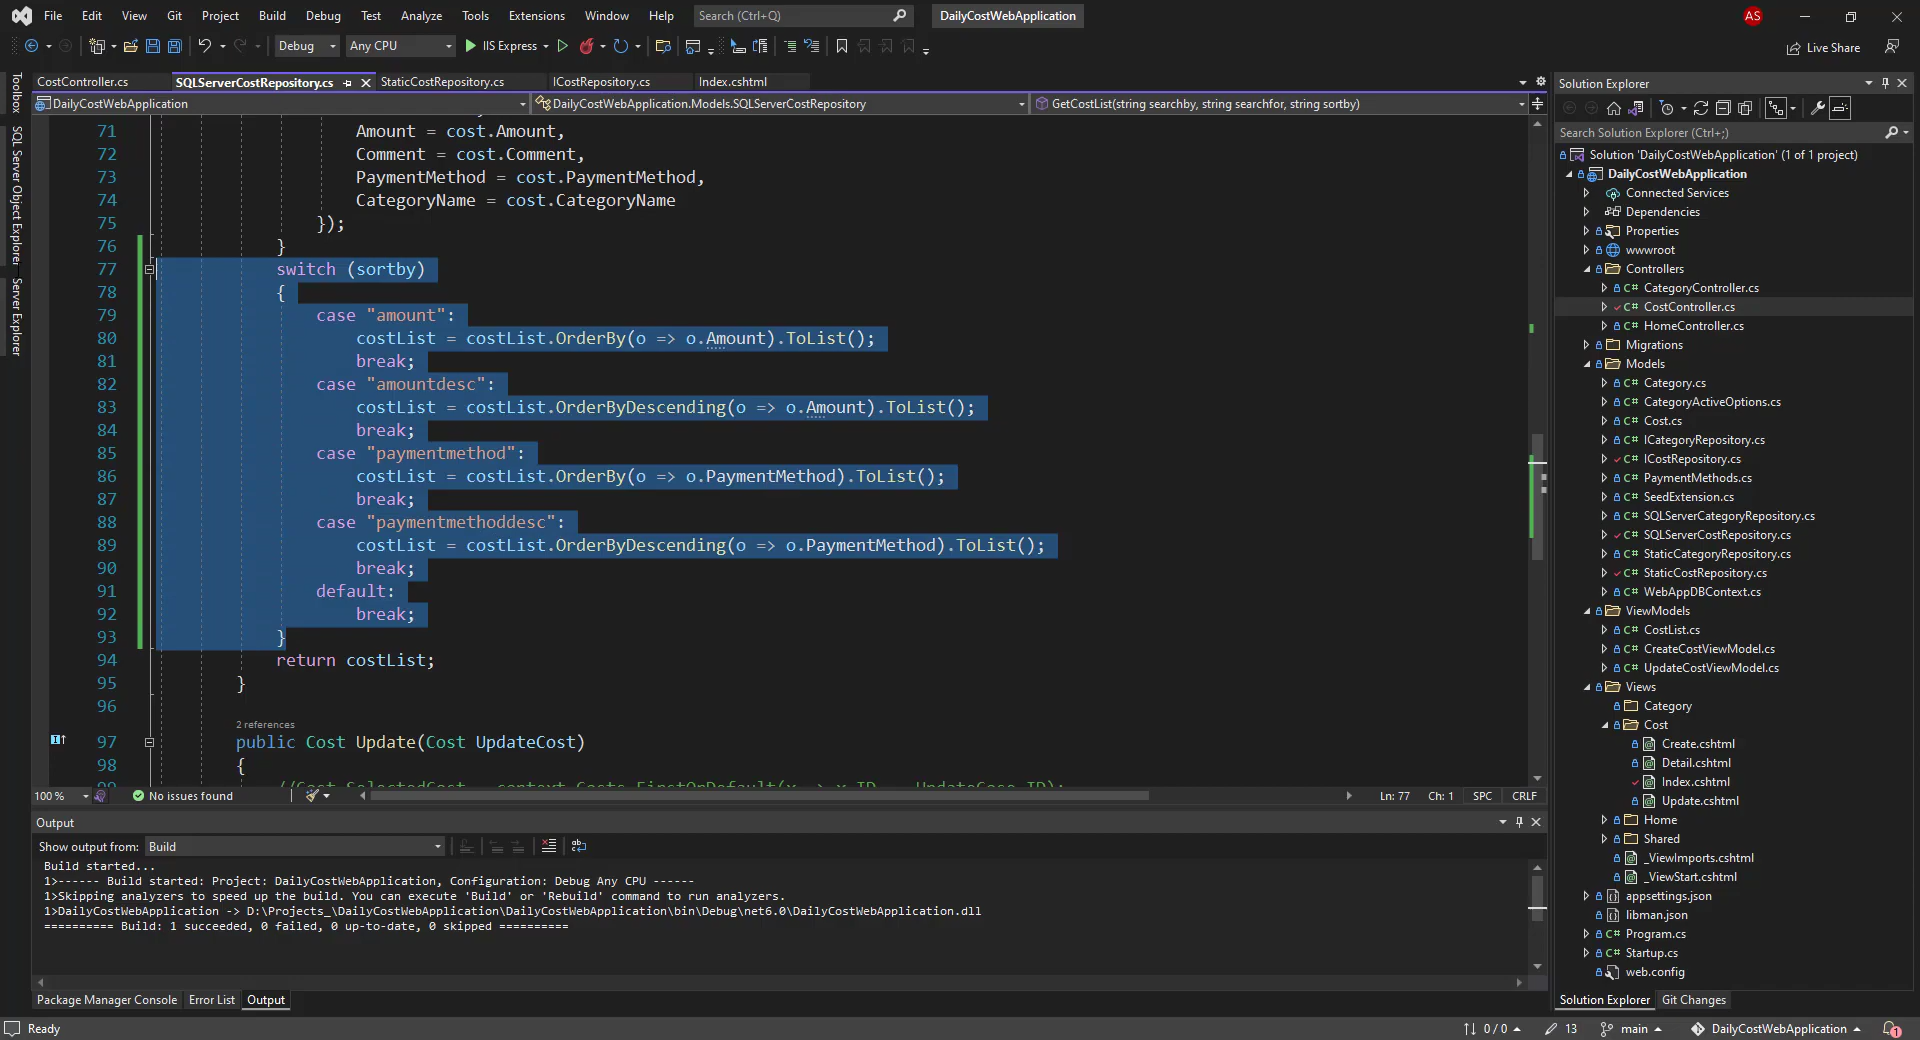 File Edit View Git Project Build Debug Test Analyze Tools Extensions Window Help Search (Ctrl+Q) DailyCostWebApplication AS
Debug Any CPU IIS Express Live Share
CostController.cs SQLServerCostRepository.cs StaticCostRepository.cs ICostRepository.cs Index.cshtml
DailyCostWebApplication DailyCostWebApplication.Models.SQLServerCostRepository GetCostList(string searchby, string searchfor, string sortby)
Toolbox
SQL Server Object Explorer
Server Explorer
71 Amount = cost.Amount,
72 Comment = cost.Comment,
73 PaymentMethod = cost.PaymentMethod,
74 CategoryName = cost.CategoryName
75 });
76 }
77 switch (sortby)
78 {
79 case "amount":
80 costList = costList.OrderBy(o => o.Amount).ToList();
81 break;
82 case "amountdesc":
83 costList = costList.OrderByDescending(o => o.Amount).ToList();
84 break;
85 case "paymentmethod":
86 costList = costList.OrderBy(o => o.PaymentMethod).ToList();
87 break;
88 case "paymentmethoddesc":
89 costList = costList.OrderByDescending(o => o.PaymentMethod).ToList();
90 break;
91 default:
92 break;
93 }
94 return costList;
95 }
96
2 references
97 public Cost Update(Cost UpdateCost)
98 {
100 % No issues found Ln: 77 Ch: 1 SPC CRLF
Output
Show output from: Build
Build started...
1>------ Build started: Project: DailyCostWebApplication, Configuration: Debug Any CPU ------
1>Skipping analyzers to speed up the build. You can execute 'Build' or 'Rebuild' command to run analyzers.
1>DailyCostWebApplication -> D:\Projects_\DailyCostWebApplication\DailyCostWebApplication\bin\Debug\net6.0\DailyCostWebApplication.dll
========== Build: 1 succeeded, 0 failed, 0 up-to-date, 0 skipped ==========
Package Manager Console Error List Output
Solution Explorer
Search Solution Explorer (Ctrl+;)
Solution 'DailyCostWebApplication' (1 of 1 project)
DailyCostWebApplication
Connected Services
Dependencies
Properties
wwwroot
Controllers
C# CategoryController.cs
C# CostController.cs
C# HomeController.cs
Migrations
Models
C# Category.cs
C# CategoryActiveOptions.cs
C# Cost.cs
C# ICategoryRepository.cs
C# ICostRepository.cs
C# PaymentMethods.cs
C# SeedExtension.cs
C# SQLServerCategoryRepository.cs
C# SQLServerCostRepository.cs
C# StaticCategoryRepository.cs
C# StaticCostRepository.cs
C# WebAppDBContext.cs
ViewModels
C# CostList.cs
C# CreateCostViewModel.cs
C# UpdateCostViewModel.cs
Views
Category
Cost
Create.cshtml
Detail.cshtml
Index.cshtml
Update.cshtml
Home
Shared
_ViewImports.cshtml
_ViewStart.cshtml
appsettings.json
libman.json
C# Program.cs
C# Startup.cs
web.config
Solution Explorer Git Changes
Ready 0 / 0 13 main DailyCostWebApplication 1